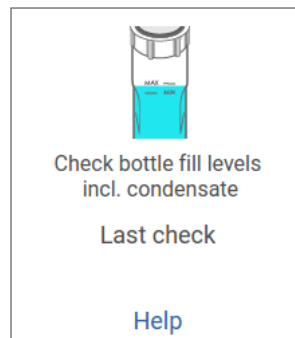 MAX
MIN
Check bottle fill levels
incl. condensate
Last check
Help